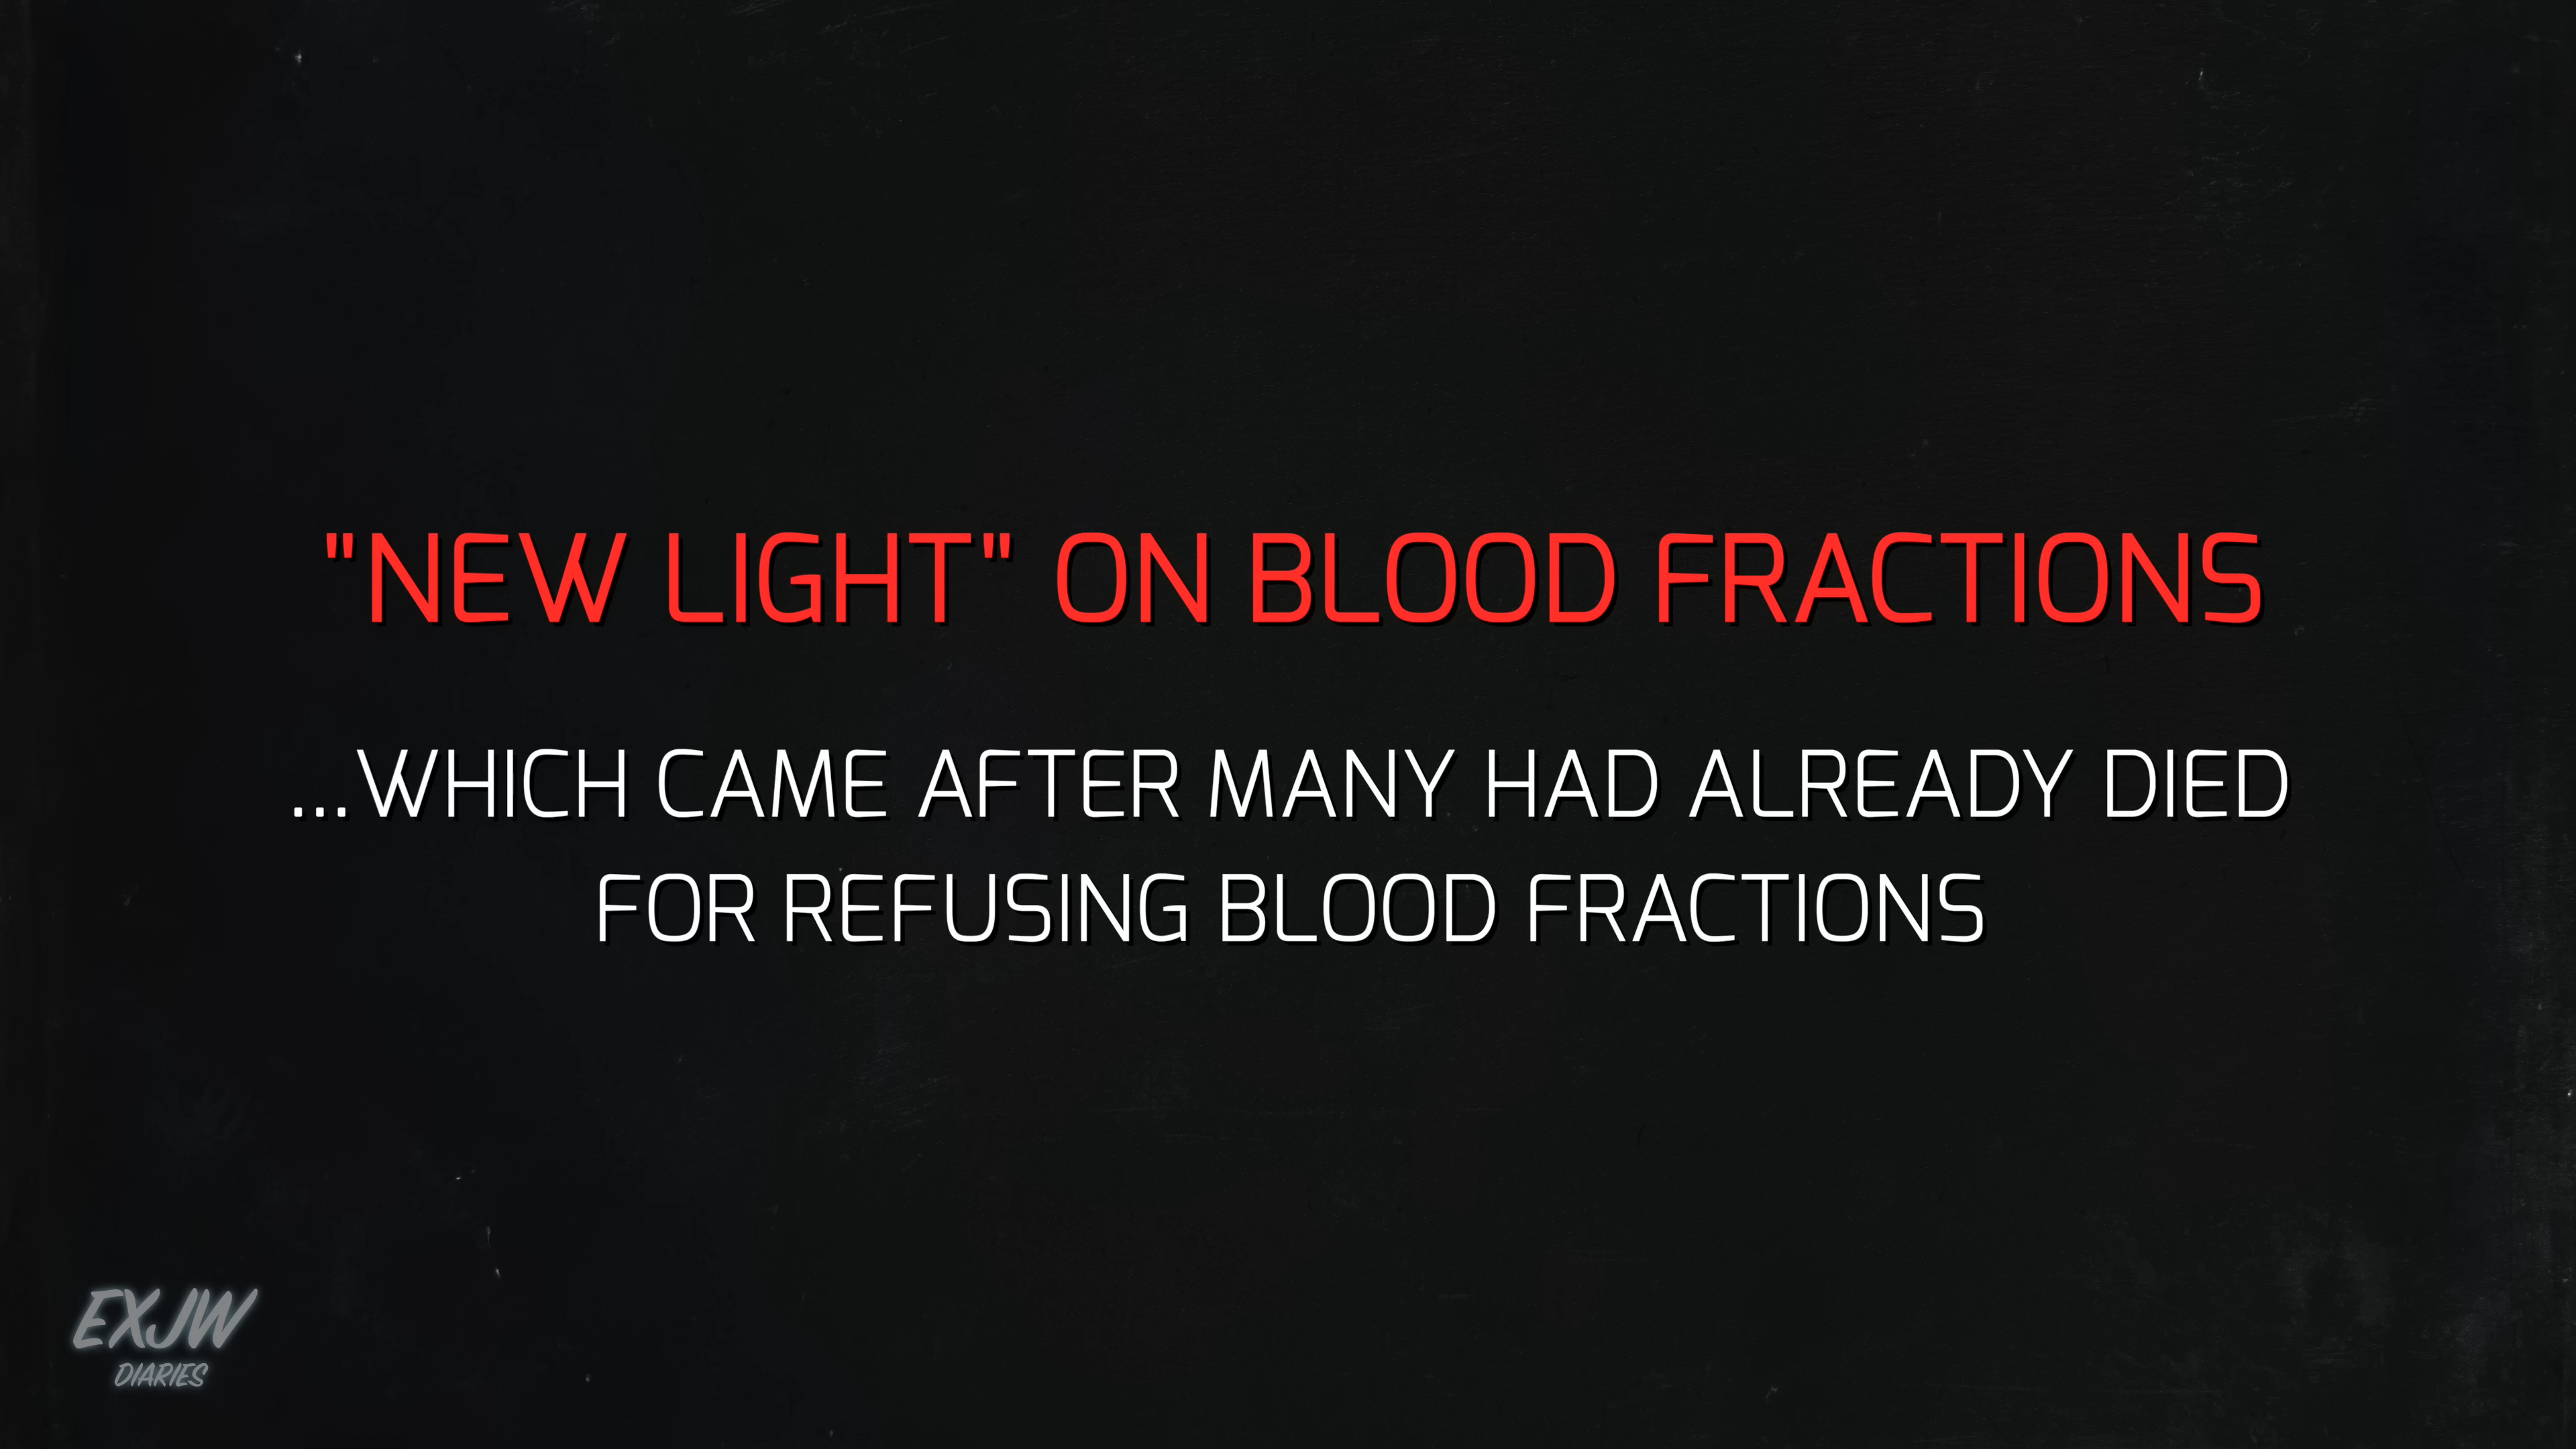 "NEW LIGHT" ON BLOOD FRACTIONS
...WHICH CAME AFTER MANY HAD ALREADY DIED
FOR REFUSING BLOOD FRACTIONS
EXJW
DIARIES